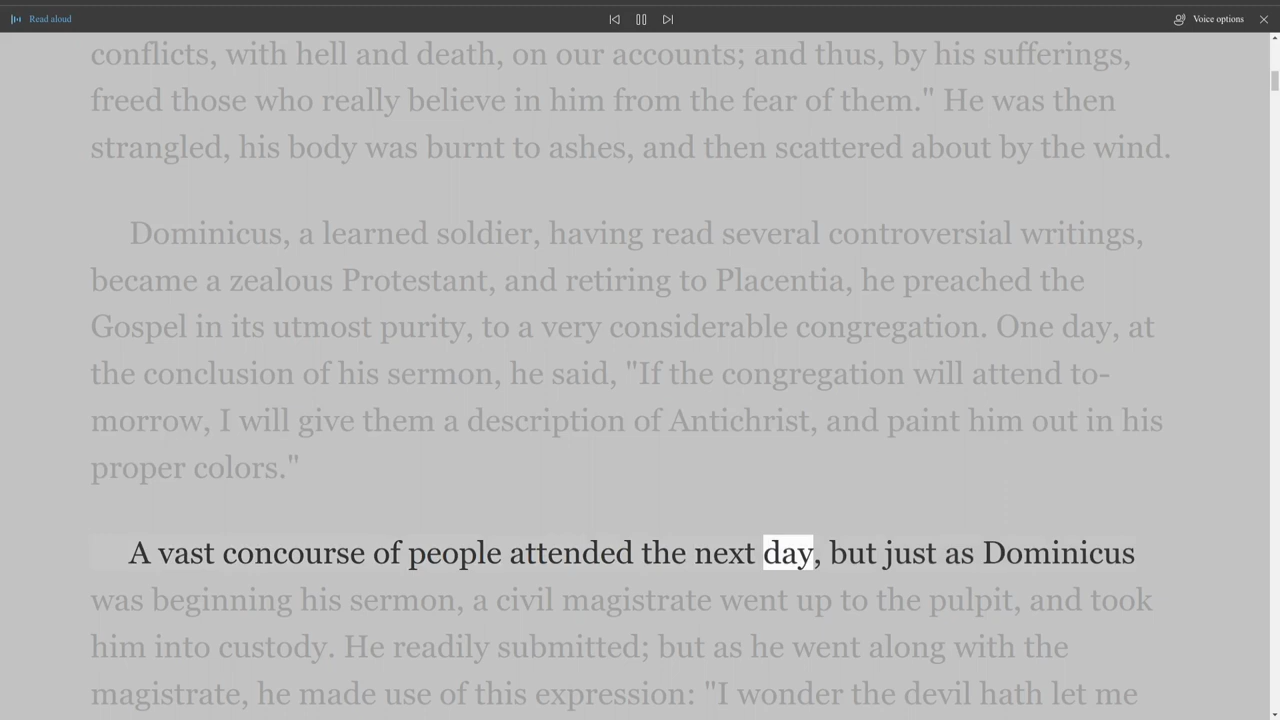 Read aloud
Voice options
conflicts, with hell and death, on our accounts; and thus, by his sufferings,
freed those who really believe in him from the fear of them." He was then
strangled, his body was burnt to ashes, and then scattered about by the wind.
Dominicus, a learned soldier, having read several controversial writings,
became a zealous Protestant, and retiring to Placentia, he preached the
Gospel in its utmost purity, to a very considerable congregation. One day, at
the conclusion of his sermon, he said, "If the congregation will attend to-
morrow, I will give them a description of Antichrist, and paint him out in his
proper colors."
A vast concourse of people attended the next day, but just as Dominicus
was beginning his sermon, a civil magistrate went up to the pulpit, and took
him into custody. He readily submitted; but as he went along with the
magistrate, he made use of this expression: "I wonder the devil hath let me